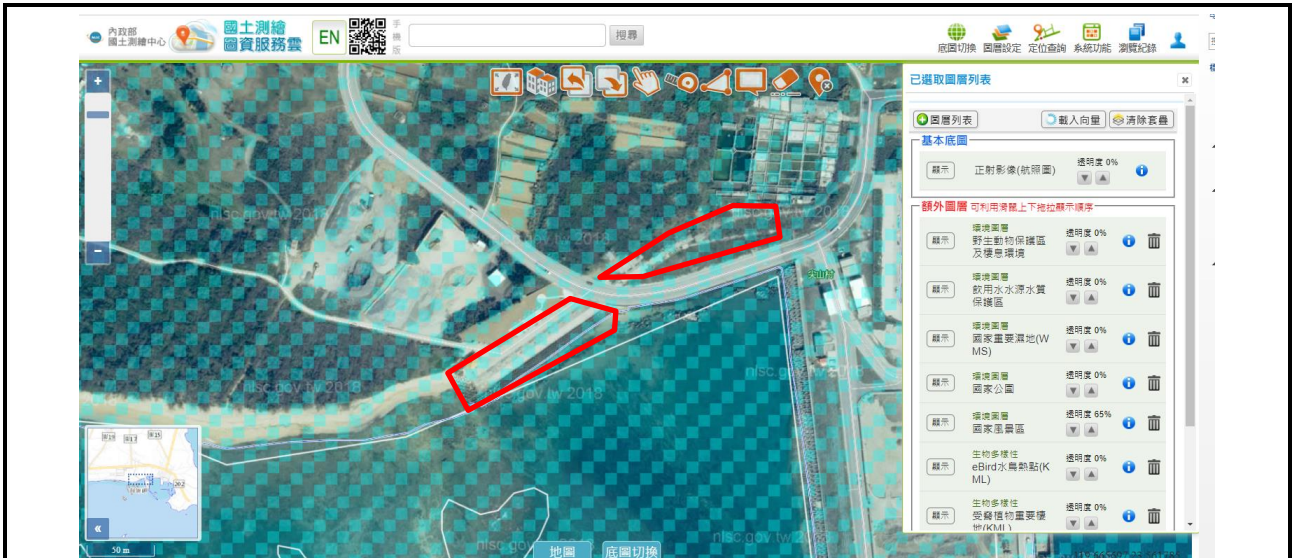 內政部
國土測繪中心
國土測繪
圖資服務雲
EN
手機版
搜尋
底圖切換
圖層設定
定位查詢
系統功能
瀏覽紀錄
已選取圖層列表
圖層列表
載入向量
清除套疊
基本底圖
顯示
正射影像(航照圖)
透明度 0%
額外圖層 可利用滑鼠上下拖拉顯示順序
顯示
環境圖層
野生動物保護區
及棲息環境
透明度 0%
顯示
環境圖層
飲用水水源水質
保護區
透明度 0%
顯示
環境圖層
國家重要濕地(W
MS)
透明度 0%
顯示
環境圖層
國家公園
透明度 0%
顯示
環境圖層
國家風景區
透明度 65%
顯示
生物多樣性
eBird水鳥熱點(K
ML)
透明度 0%
顯示
生物多樣性
受脅植物重要棲
地(KML)
透明度 0%
nlsc.gov.tw 2018
nlsc.gov.tw 2018
nlsc.gov.tw 2018
50 m
地圖
底圖切換